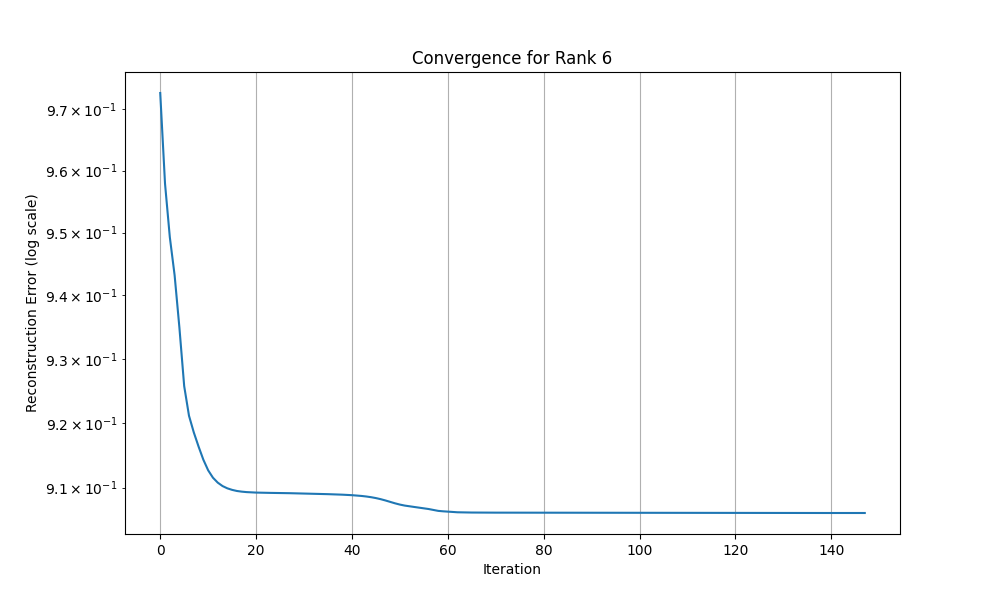 Convergence for Rank 6
Reconstruction Error (log scale)
9.7 × 10⁻¹
9.6 × 10⁻¹
9.5 × 10⁻¹
9.4 × 10⁻¹
9.3 × 10⁻¹
9.2 × 10⁻¹
9.1 × 10⁻¹
0 20 40 60 80 100 120 140
Iteration